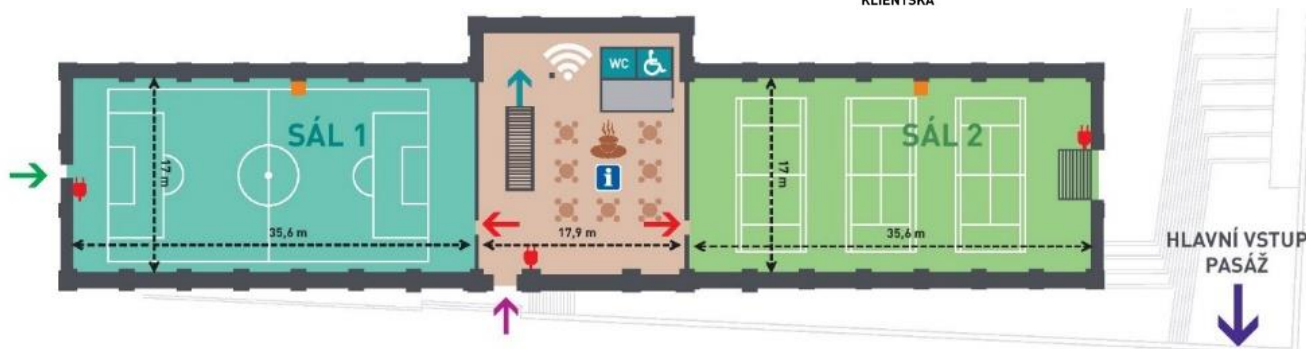 KLIENTSKÁ
WC
SÁL 1
SÁL 2
17 m
17 m
i
35,6 m
17,9 m
35,6 m
HLAVNÍ VSTUP
PASÁŽ